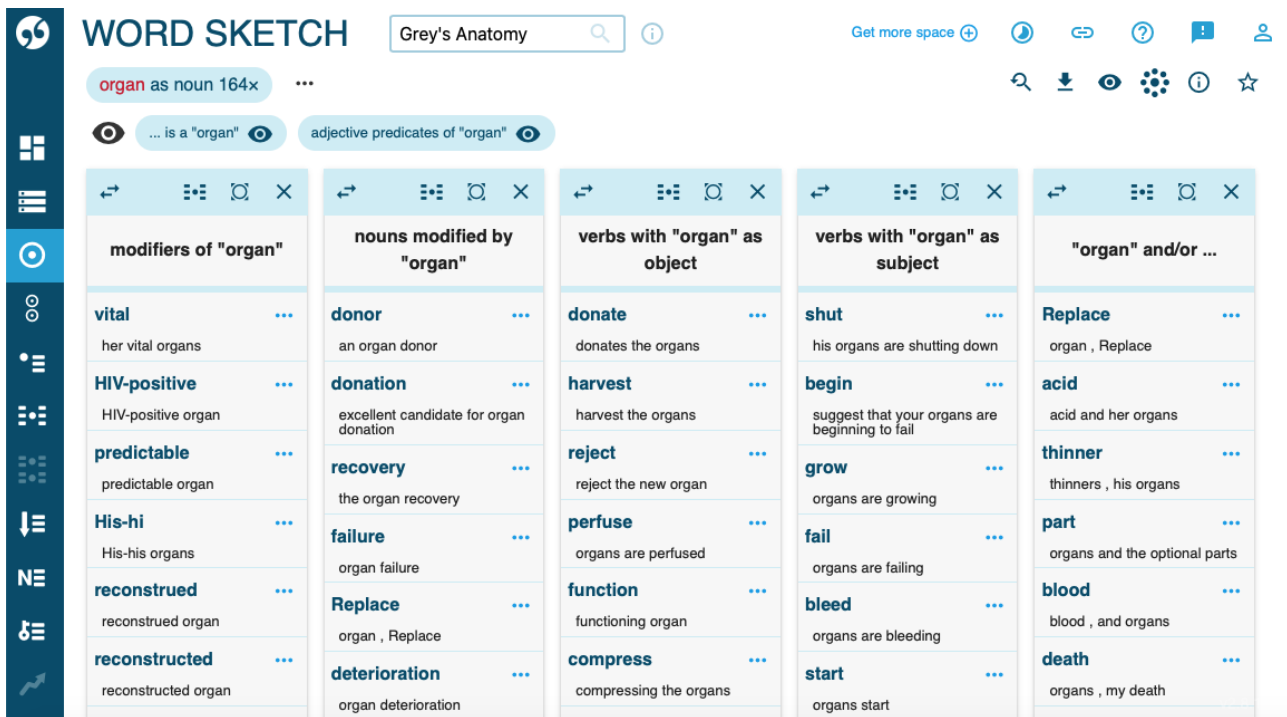 WORD SKETCH
Grey's Anatomy
Get more space
organ as noun 164×
... is a "organ"
adjective predicates of "organ"
modifiers of "organ"
vital
her vital organs
HIV-positive
HIV-positive organ
predictable
predictable organ
His-hi
His-his organs
reconstrued
reconstrued organ
reconstructed
reconstructed organ
nouns modified by
"organ"
donor
an organ donor
donation
excellent candidate for organ
donation
recovery
the organ recovery
failure
organ failure
Replace
organ , Replace
deterioration
organ deterioration
verbs with "organ" as
object
donate
donates the organs
harvest
harvest the organs
reject
reject the new organ
perfuse
organs are perfused
function
functioning organ
compress
compressing the organs
verbs with "organ" as
subject
shut
his organs are shutting down
begin
suggest that your organs are
beginning to fail
grow
organs are growing
fail
organs are failing
bleed
organs are bleeding
start
organs start
"organ" and/or ...
Replace
organ , Replace
acid
acid and her organs
thinner
thinners , his organs
part
organs and the optional parts
blood
blood , and organs
death
organs , my death